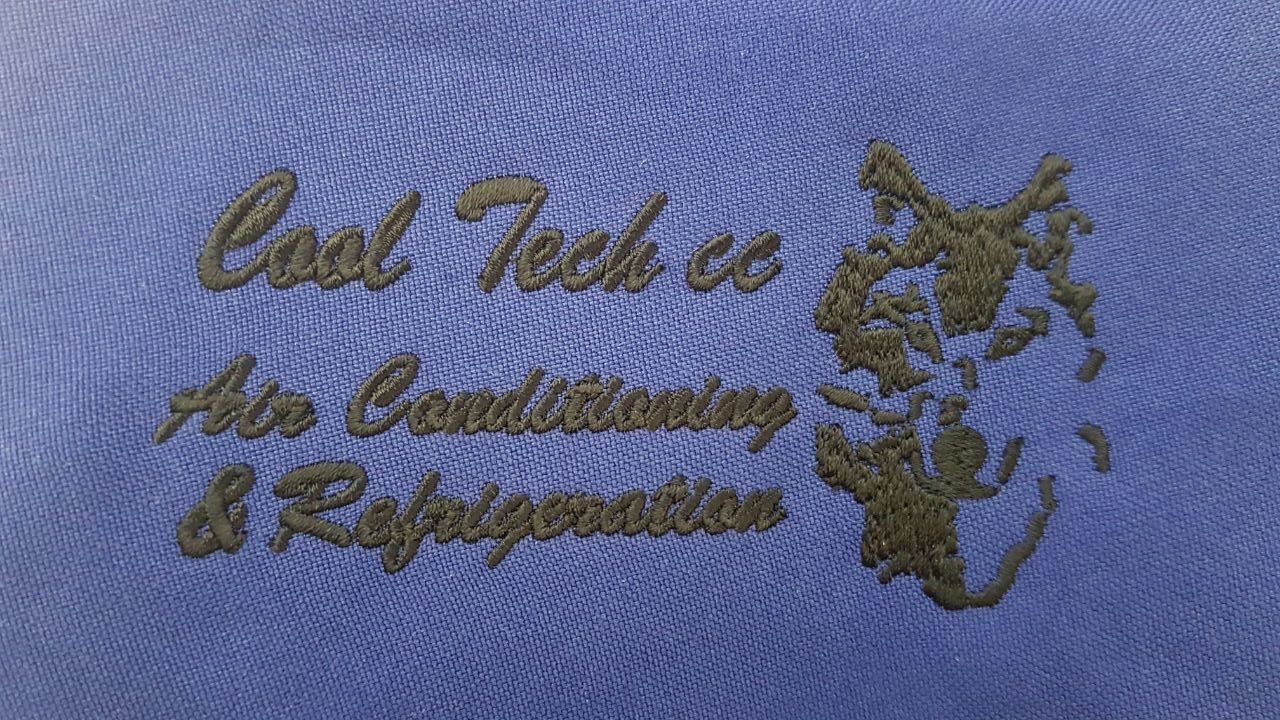 Cool Tech cc
Air Conditioning
& Refrigeration